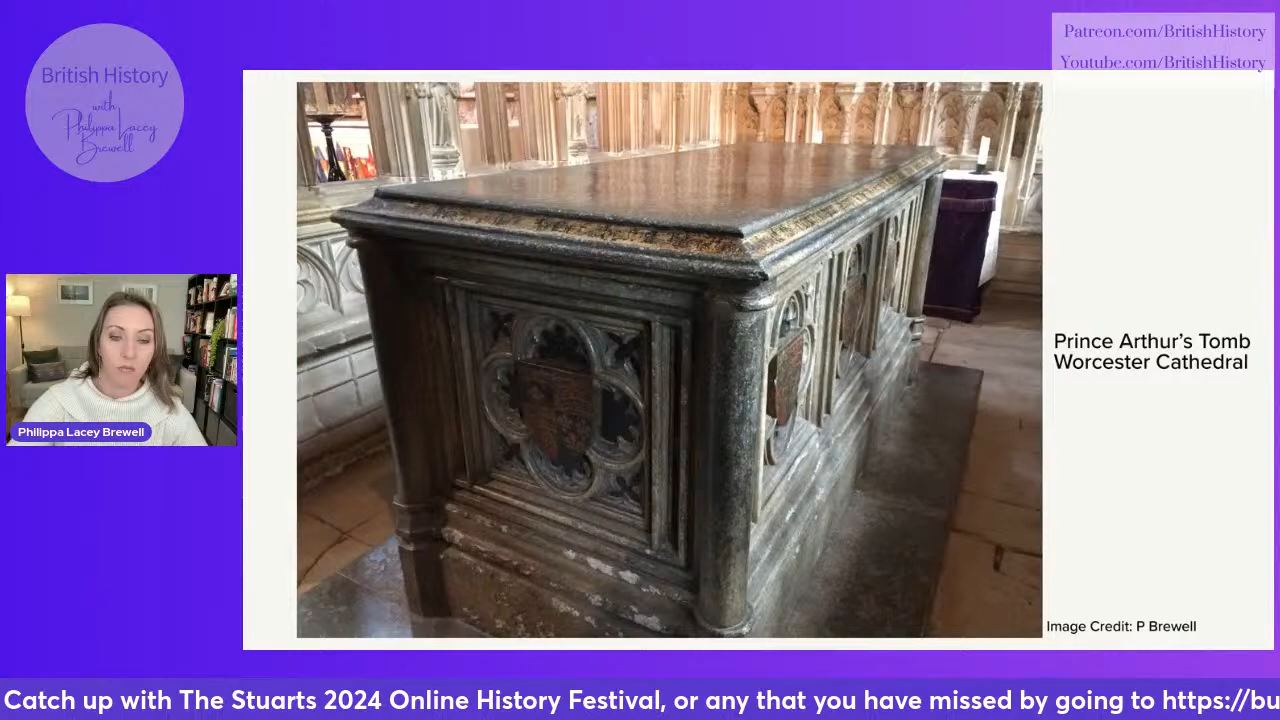 British History
with
Philippa Lacey
Brewell
Patreon.com/BritishHistory
Youtube.com/BritishHistory
Philippa Lacey Brewell
Prince Arthur's Tomb
Worcester Cathedral
Image Credit: P Brewell
Catch up with The Stuarts 2024 Online History Festival, or any that you have missed by going to https://bu